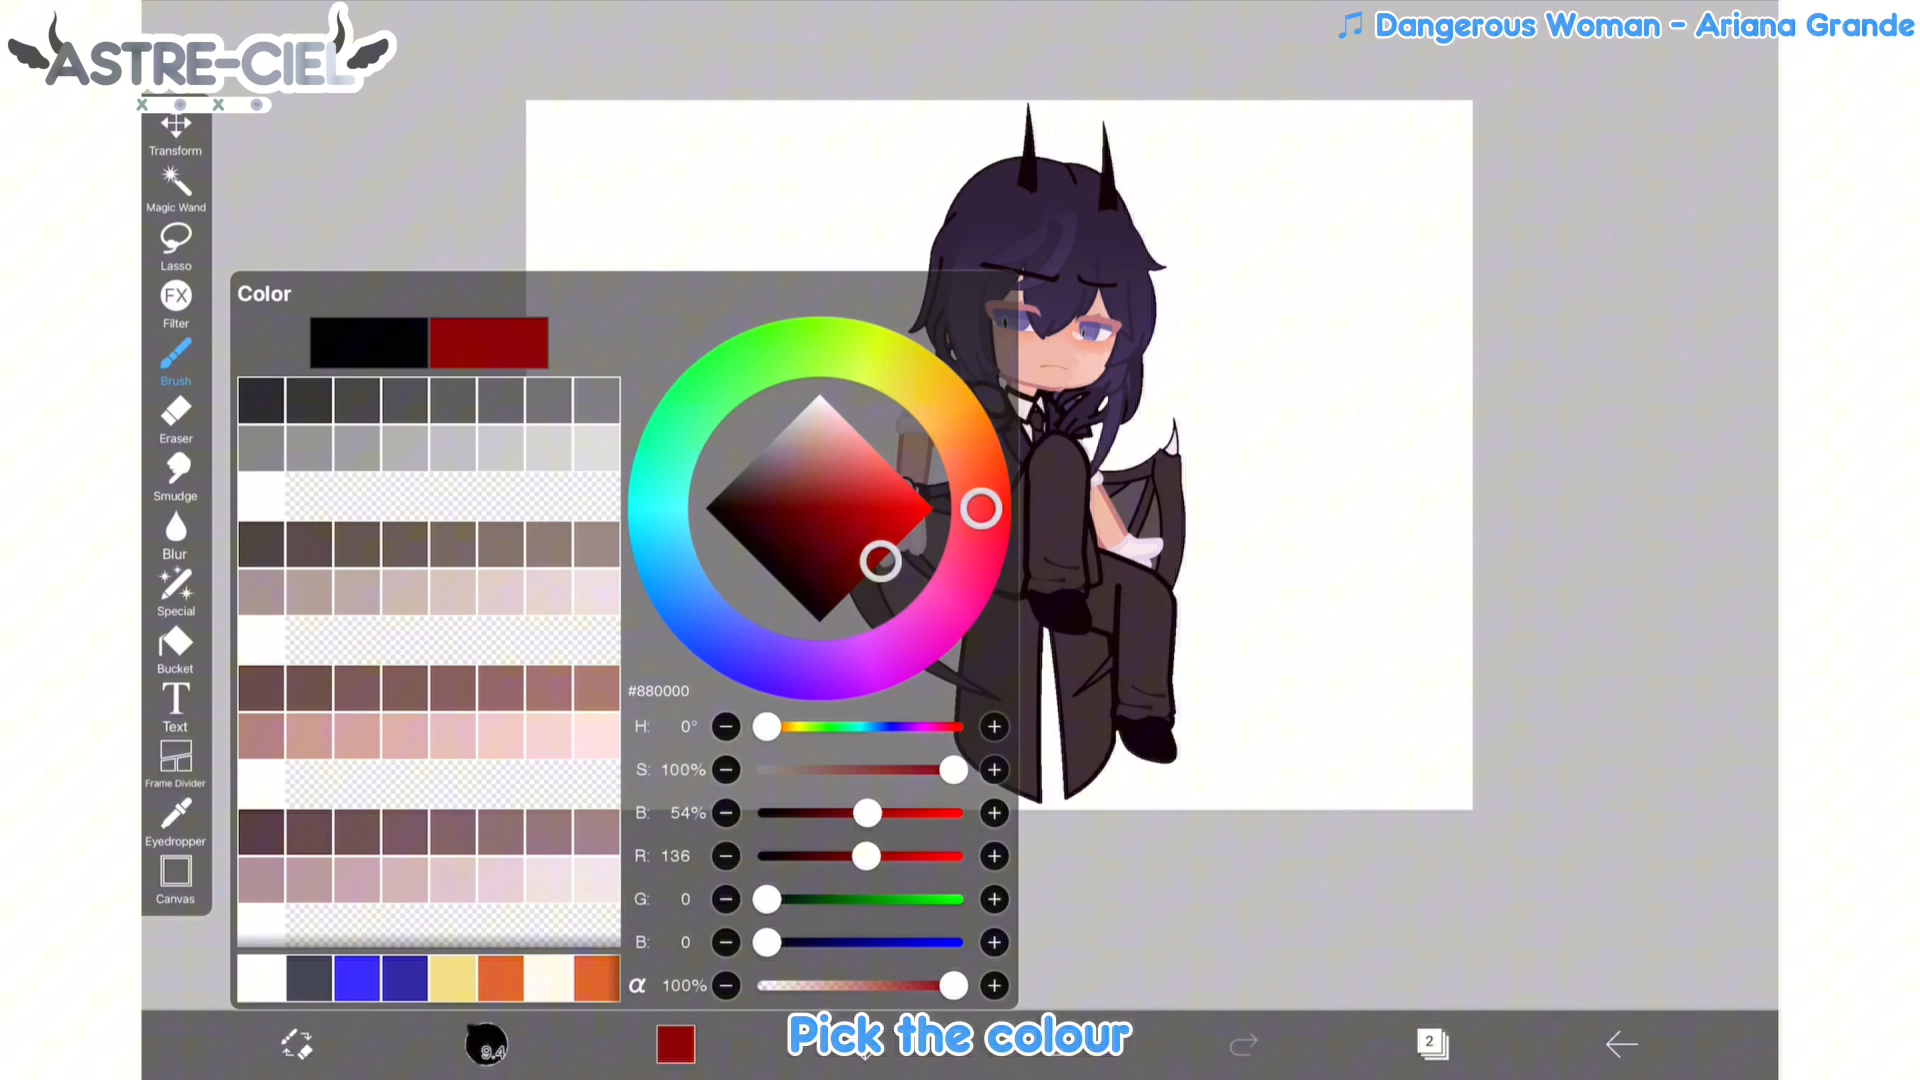 ASTRE-CIEL
♫ Dangerous Woman - Ariana Grande
Transform
Magic Wand
Lasso
FX
Filter
Brush
Eraser
Smudge
Blur
Special
Bucket
T
Text
Frame Divider
Eyedropper
Canvas
Color
#880000
H: 0°
S: 100%
B: 54%
R: 136
G: 0
B: 0
α 100%
9.4
Pick the colour
2